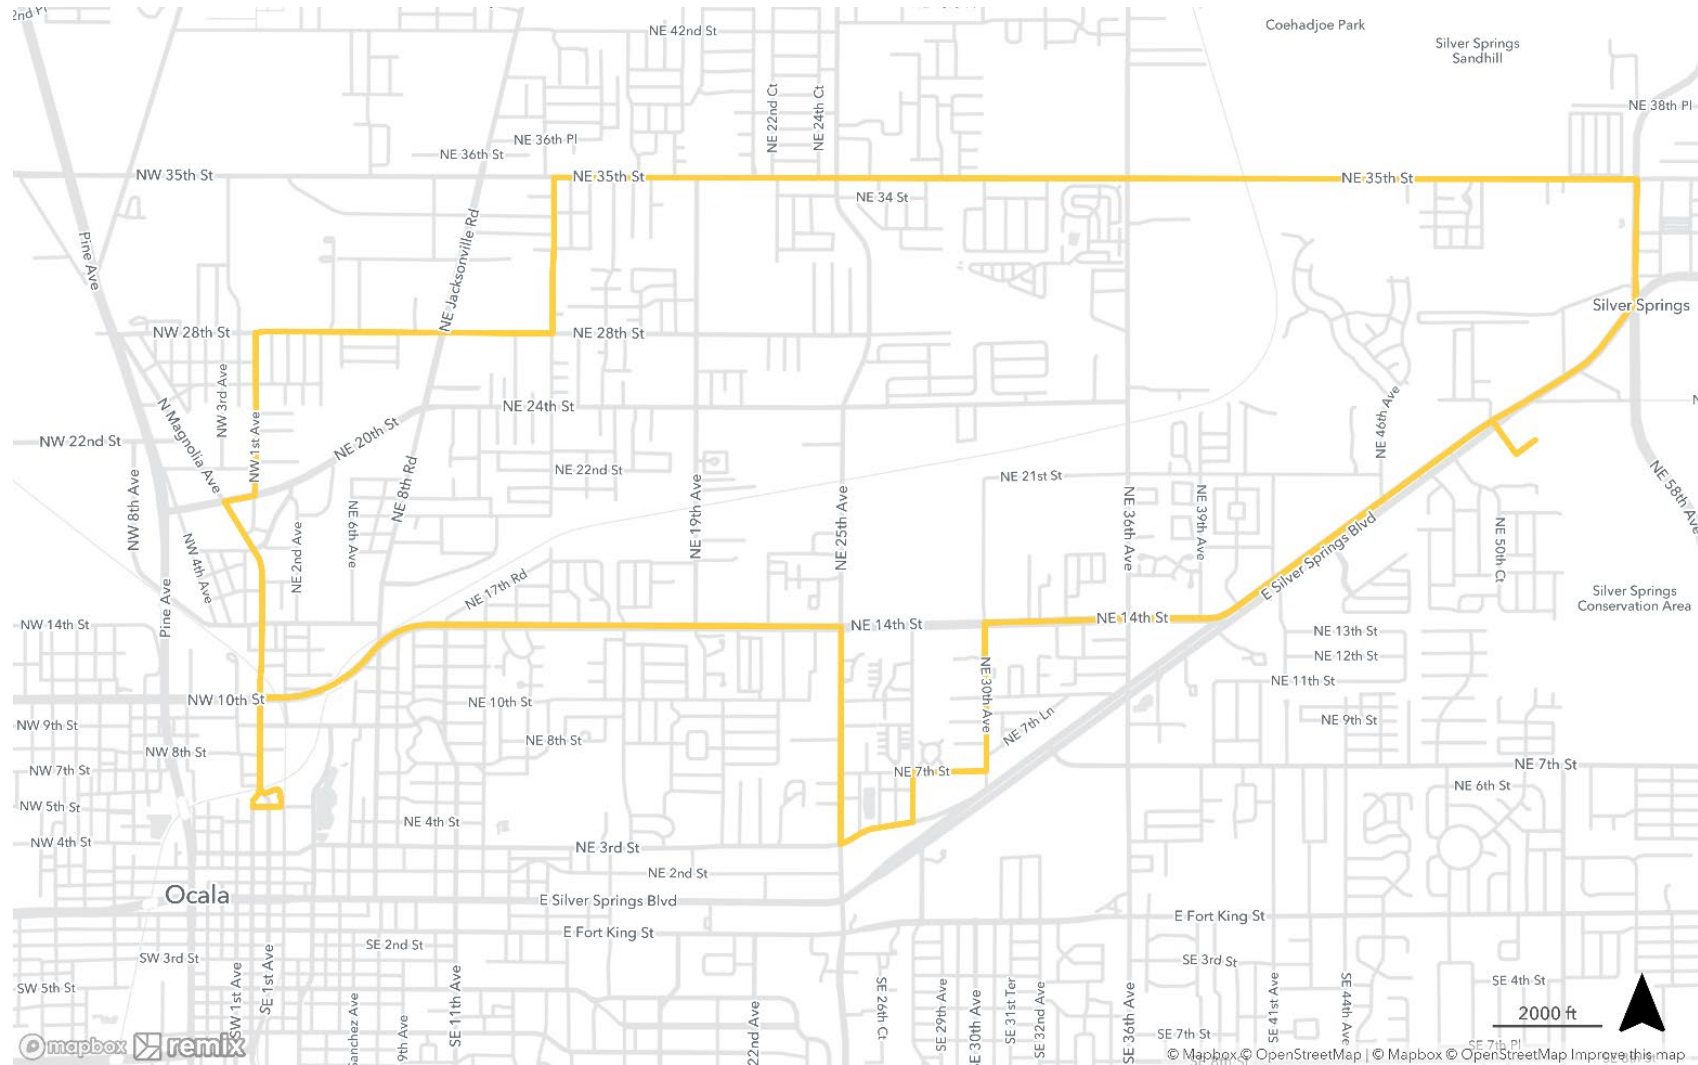 2nd Pl
NE 42nd St
Coehadjoe Park
Silver Springs
Sandhill
NE 38th Pl
NE 22nd Ct
NE 24th Ct
NE 36th Pl
NE 36th St
NW 35th St
NE 35th St
NE 35th St
NE 34 St
Pine Ave
NE Jacksonville Rd
Silver Springs
NW 28th St
NE 28th St
NW 3rd Ave
N Magnolia Ave
NW 1st Ave
NE 24th St
NE 46th Ave
NW 22nd St
NE 20th St
NE 22nd St
NE 21st St
NW 8th Ave
NE 8th Rd
NE 19th Ave
NE 25th Ave
NE 36th Ave
NE 39th Ave
NE 58th Ave
NE 6th Ave
NE 2nd Ave
NW 4th Ave
E Silver Springs Blvd
NE 50th Ct
NE 17th Rd
Pine Ave
Silver Springs
Conservation Area
NW 14th St
NE 14th St
NE 14th St
NE 13th St
NE 12th St
NE 11th St
NE 30th Ave
NW 10th St
NE 10th St
NE 7th Ln
NW 9th St
NE 9th St
NE 8th St
NW 8th St
NW 7th St
NE 7th St
NE 7th St
NE 6th St
NW 5th St
NE 4th St
NW 4th St
NE 3rd St
NE 2nd St
Ocala
E Silver Springs Blvd
E Fort King St
E Fort King St
SE 2nd St
SW 3rd St
SE 3rd St
SW 5th St
SE 4th St
SW 1st Ave
SE 1st Ave
Sanchez Ave
9th Ave
SE 11th Ave
22nd Ave
SE 26th Ct
SE 29th Ave
SE 30th Ave
SE 31st Ter
SE 32nd Ave
SE 36th Ave
SE 41st Ave
SE 44th Ave
2000 ft
SE 7th St
SE 7th Pl
mapbox remix
© Mapbox © OpenStreetMap | © Mapbox © OpenStreetMap Improve this map